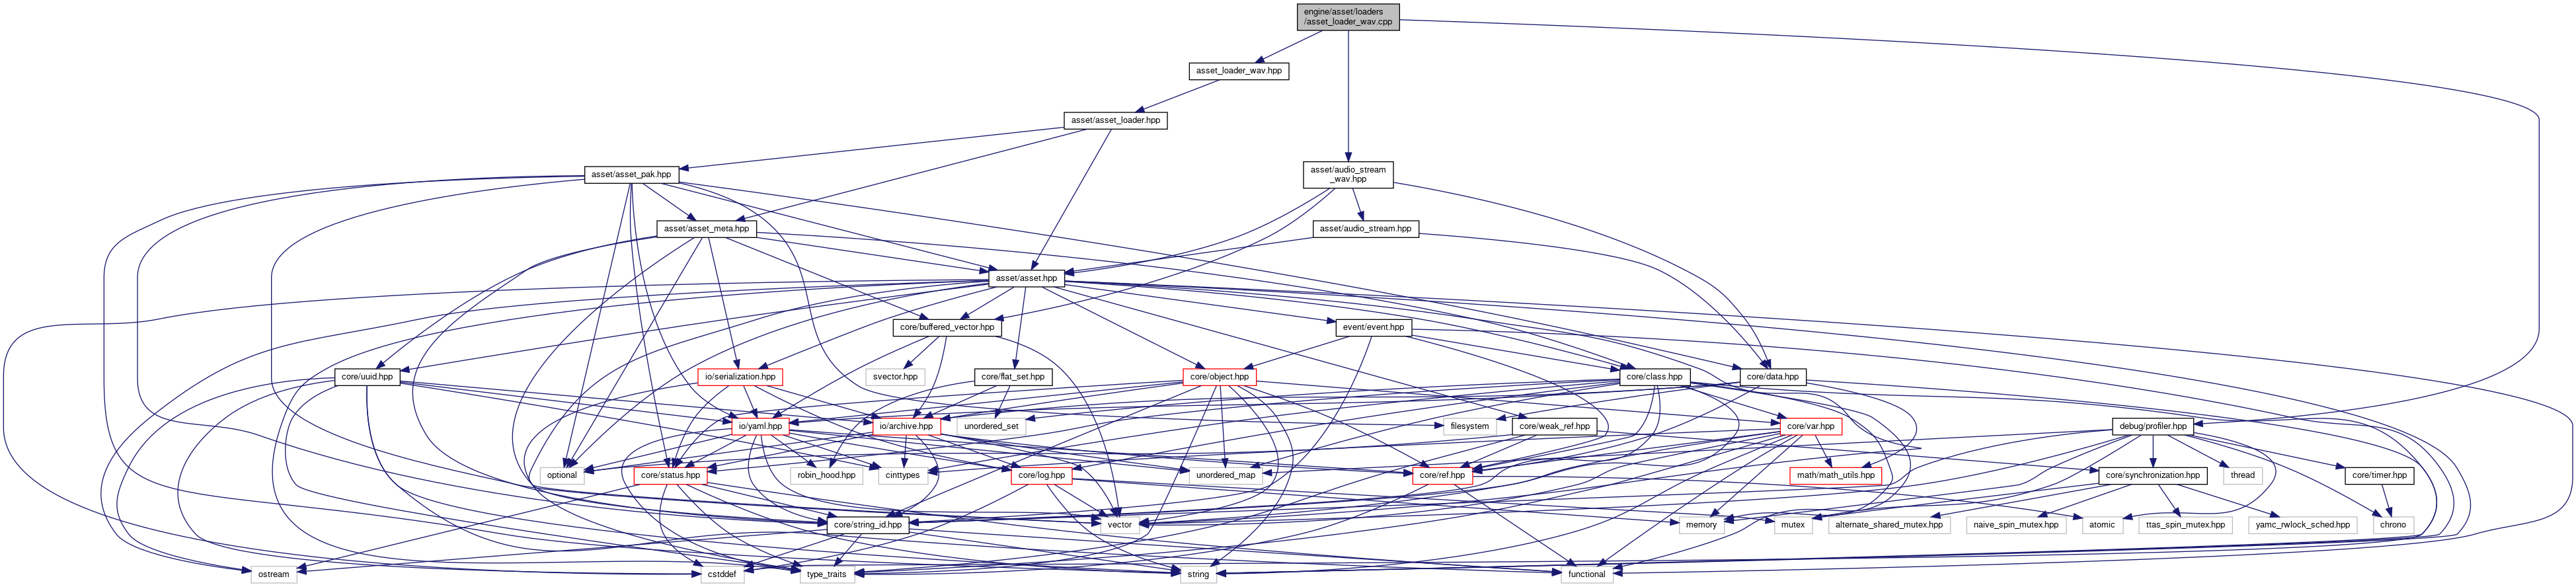 engine/asset/loaders
/asset_loader_wav.cpp
asset_loader_wav.hpp
asset/asset_loader.hpp
asset/asset_pak.hpp
asset/audio_stream
_wav.hpp
asset/asset_meta.hpp
asset/audio_stream.hpp
asset/asset.hpp
core/buffered_vector.hpp
event/event.hpp
core/uuid.hpp
io/serialization.hpp
svector.hpp
core/flat_set.hpp
core/object.hpp
core/class.hpp
core/data.hpp
io/yaml.hpp
io/archive.hpp
unordered_set
filesystem
core/weak_ref.hpp
core/var.hpp
debug/profiler.hpp
optional
core/status.hpp
robin_hood.hpp
cinttypes
core/log.hpp
unordered_map
core/ref.hpp
math/math_utils.hpp
core/synchronization.hpp
thread
core/timer.hpp
core/string_id.hpp
vector
memory
mutex
alternate_shared_mutex.hpp
naive_spin_mutex.hpp
atomic
ttas_spin_mutex.hpp
yamc_rwlock_sched.hpp
chrono
ostream
cstddef
type_traits
string
functional